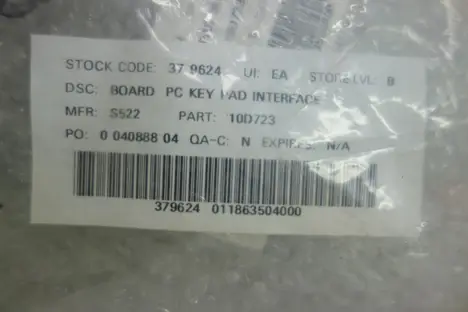 STOCK CODE: 37 9624 UI: EA STORE LVL: B
DSC: BOARD PC KEY PAD INTERFACE
MFR: S522 PART: 10D723
PO: 0 040888 04 QA-C: N EXPIRES: N/A
379624 011863504000